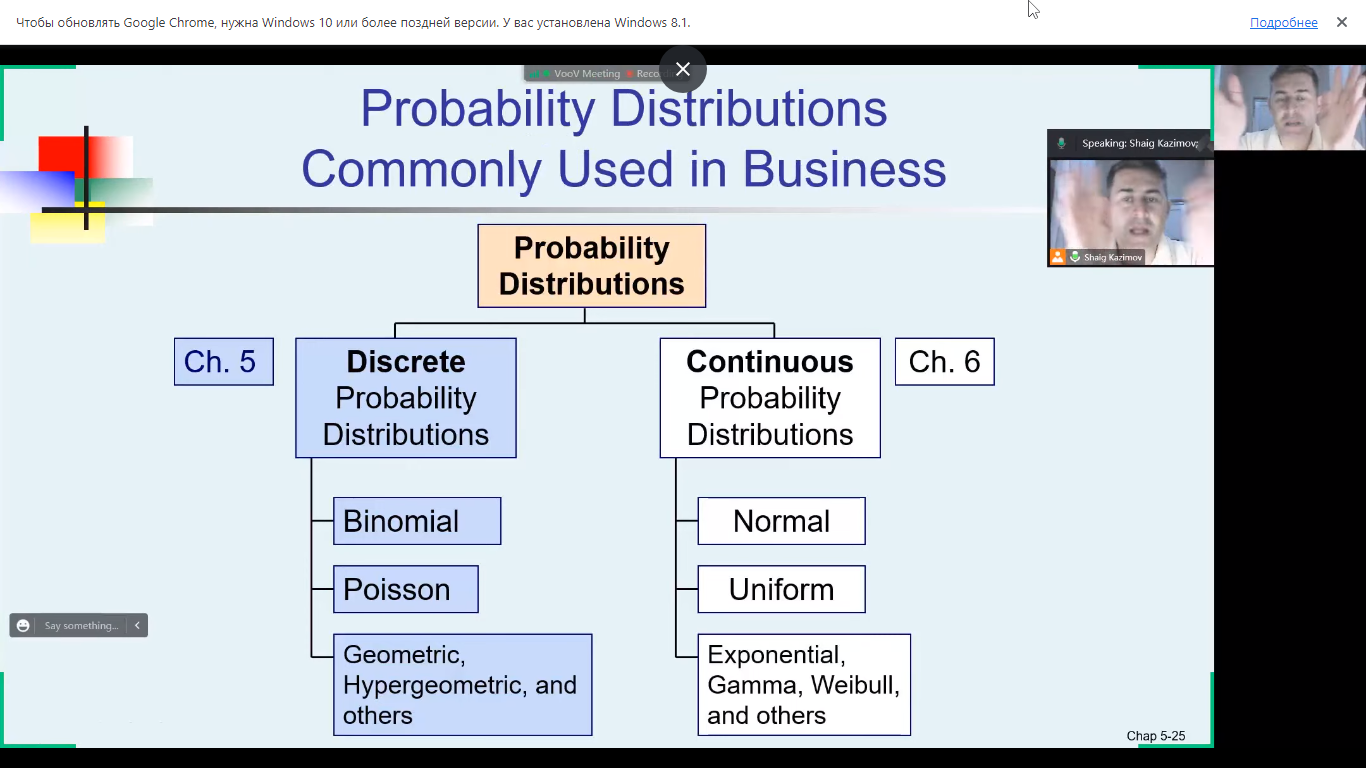 Чтобы обновлять Google Chrome, нужна Windows 10 или более поздней версии. У вас установлена Windows 8.1.
Подробнее
VooV Meeting
Probability Distributions
Commonly Used in Business
Speaking: Shaig Kazimov;
Shaig Kazimov
Probability
Distributions
Ch. 5
Discrete
Probability
Distributions
Continuous
Probability
Distributions
Ch. 6
Binomial
Normal
Poisson
Uniform
Say something...
Geometric,
Hypergeometric, and
others
Exponential,
Gamma, Weibull,
and others
Chap 5-25